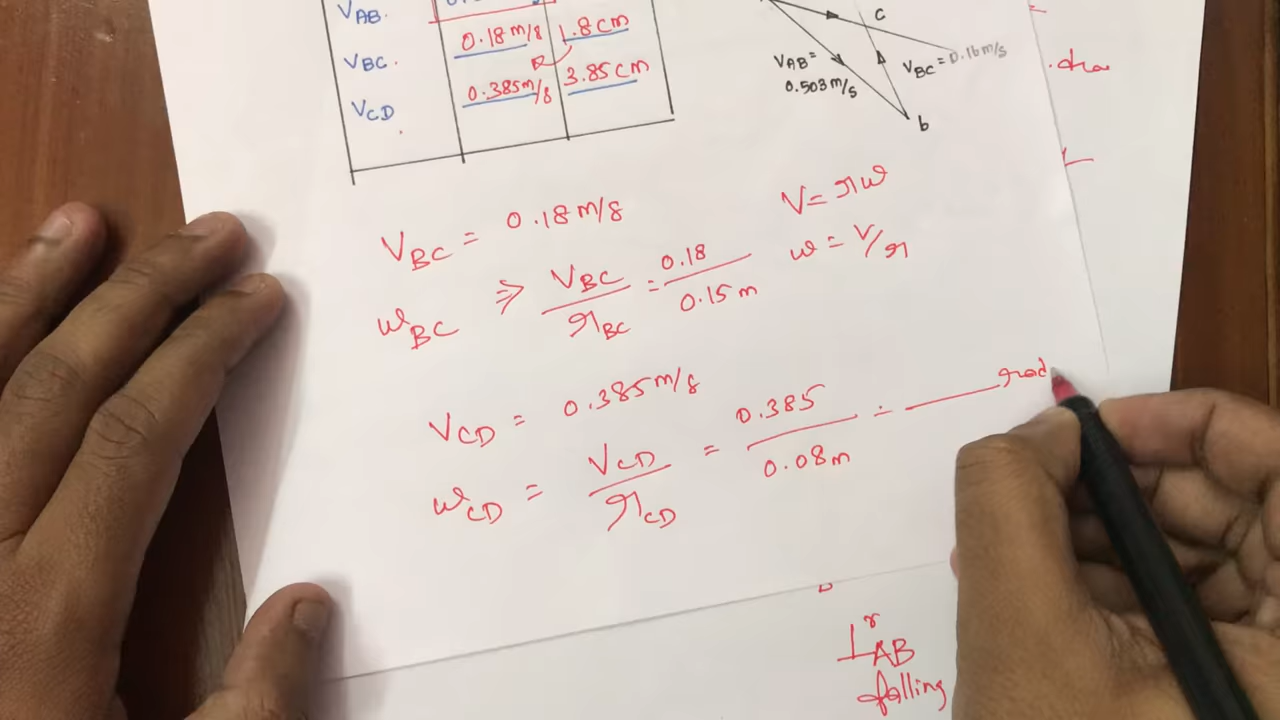 VAB.
VBC. 0.18 m/s 1.8 cm
VCD 0.385 m/s 3.85 cm
c
VAB =
0.503 m/s
VBC = 0.16 m/s
b
VBC = 0.18 m/s
V = rω
ωBC ⇒ VBC / rBC = 0.18 / 0.15 m
ω = V/r
VCD = 0.385 m/s
ωCD = VCD / rCD = 0.385 / 0.08 m = ____ rad
⊥r AB
falling